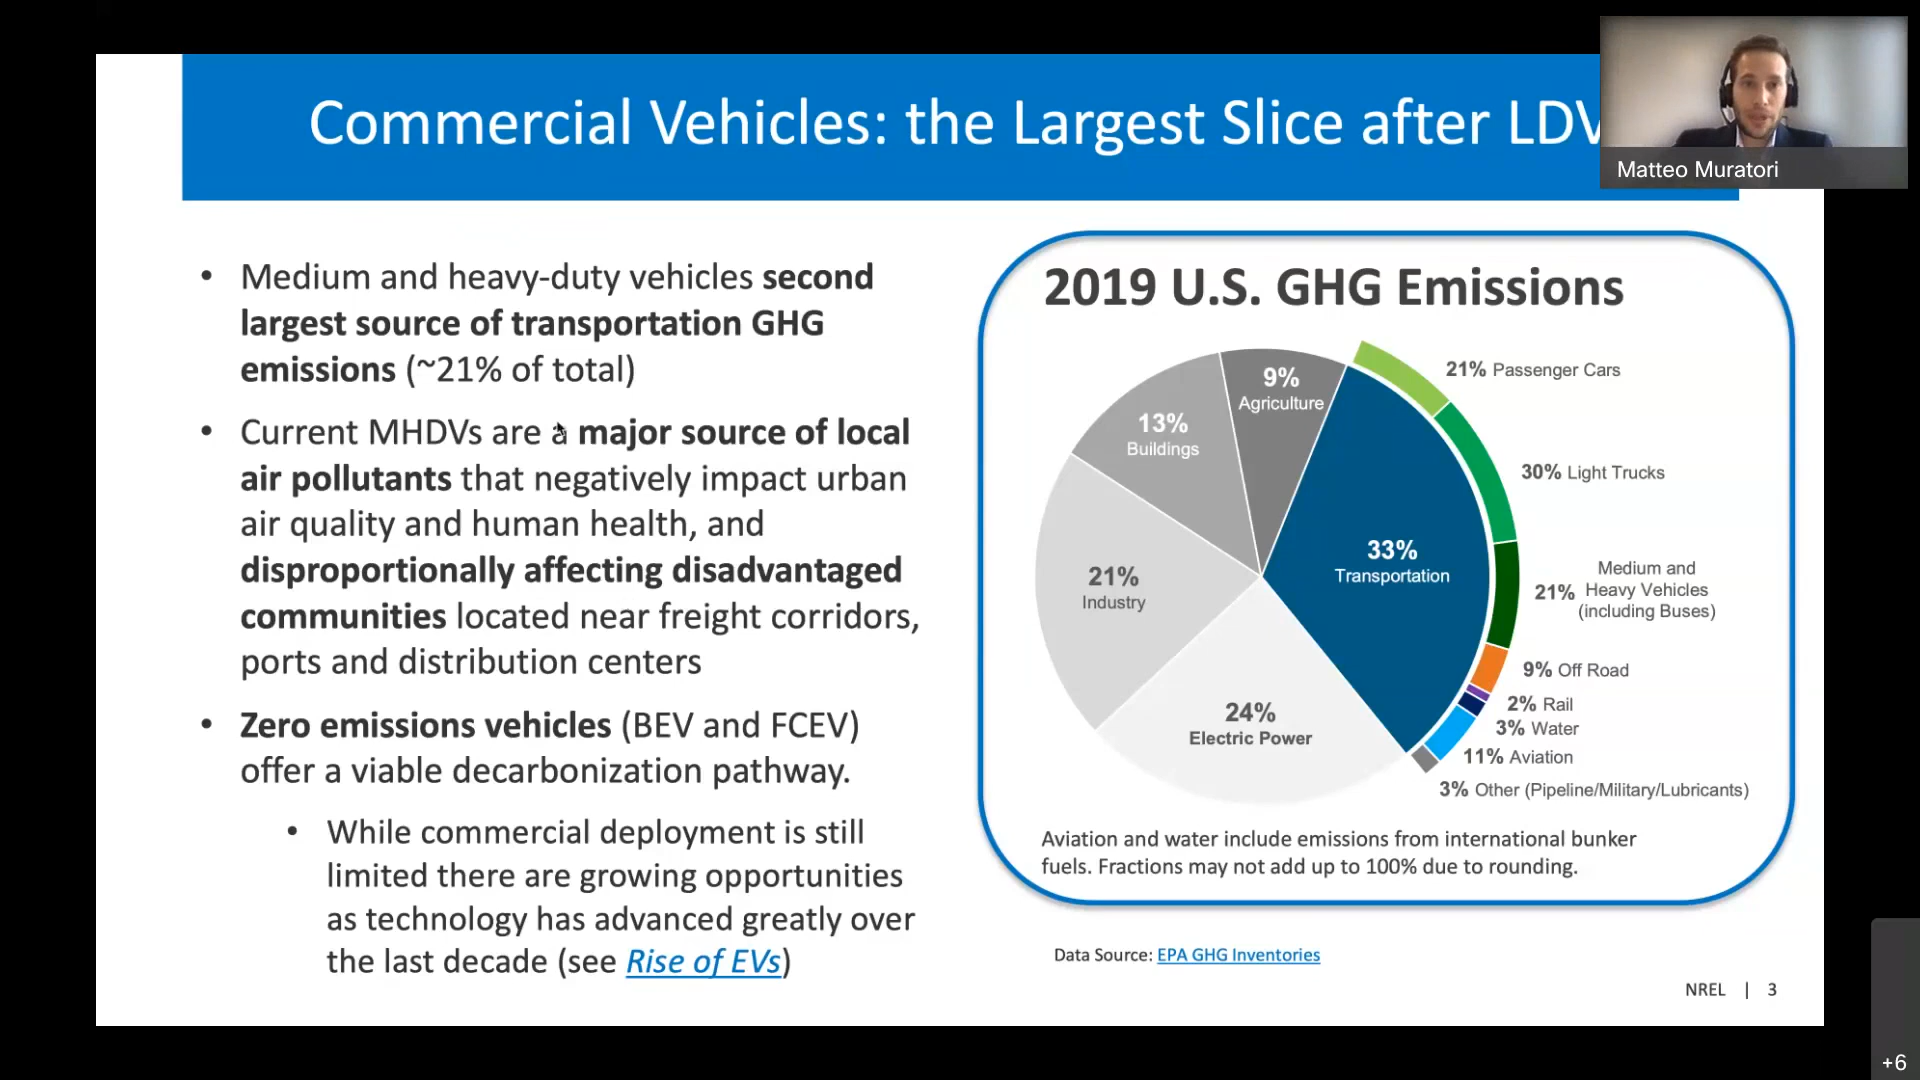 Commercial Vehicles: the Largest Slice after LDV
Matteo Muratori
• Medium and heavy-duty vehicles second
largest source of transportation GHG
emissions (~21% of total)
• Current MHDVs are a major source of local
air pollutants that negatively impact urban
air quality and human health, and
disproportionally affecting disadvantaged
communities located near freight corridors,
ports and distribution centers
• Zero emissions vehicles (BEV and FCEV)
offer a viable decarbonization pathway.
• While commercial deployment is still
limited there are growing opportunities
as technology has advanced greatly over
the last decade (see Rise of EVs)
2019 U.S. GHG Emissions
9%
Agriculture
13%
Buildings
21%
Industry
24%
Electric Power
33%
Transportation
21% Passenger Cars
30% Light Trucks
21% Medium and
Heavy Vehicles
(including Buses)
9% Off Road
2% Rail
3% Water
11% Aviation
3% Other (Pipeline/Military/Lubricants)
Aviation and water include emissions from international bunker
fuels. Fractions may not add up to 100% due to rounding.
Data Source: EPA GHG Inventories
NREL | 3
+6